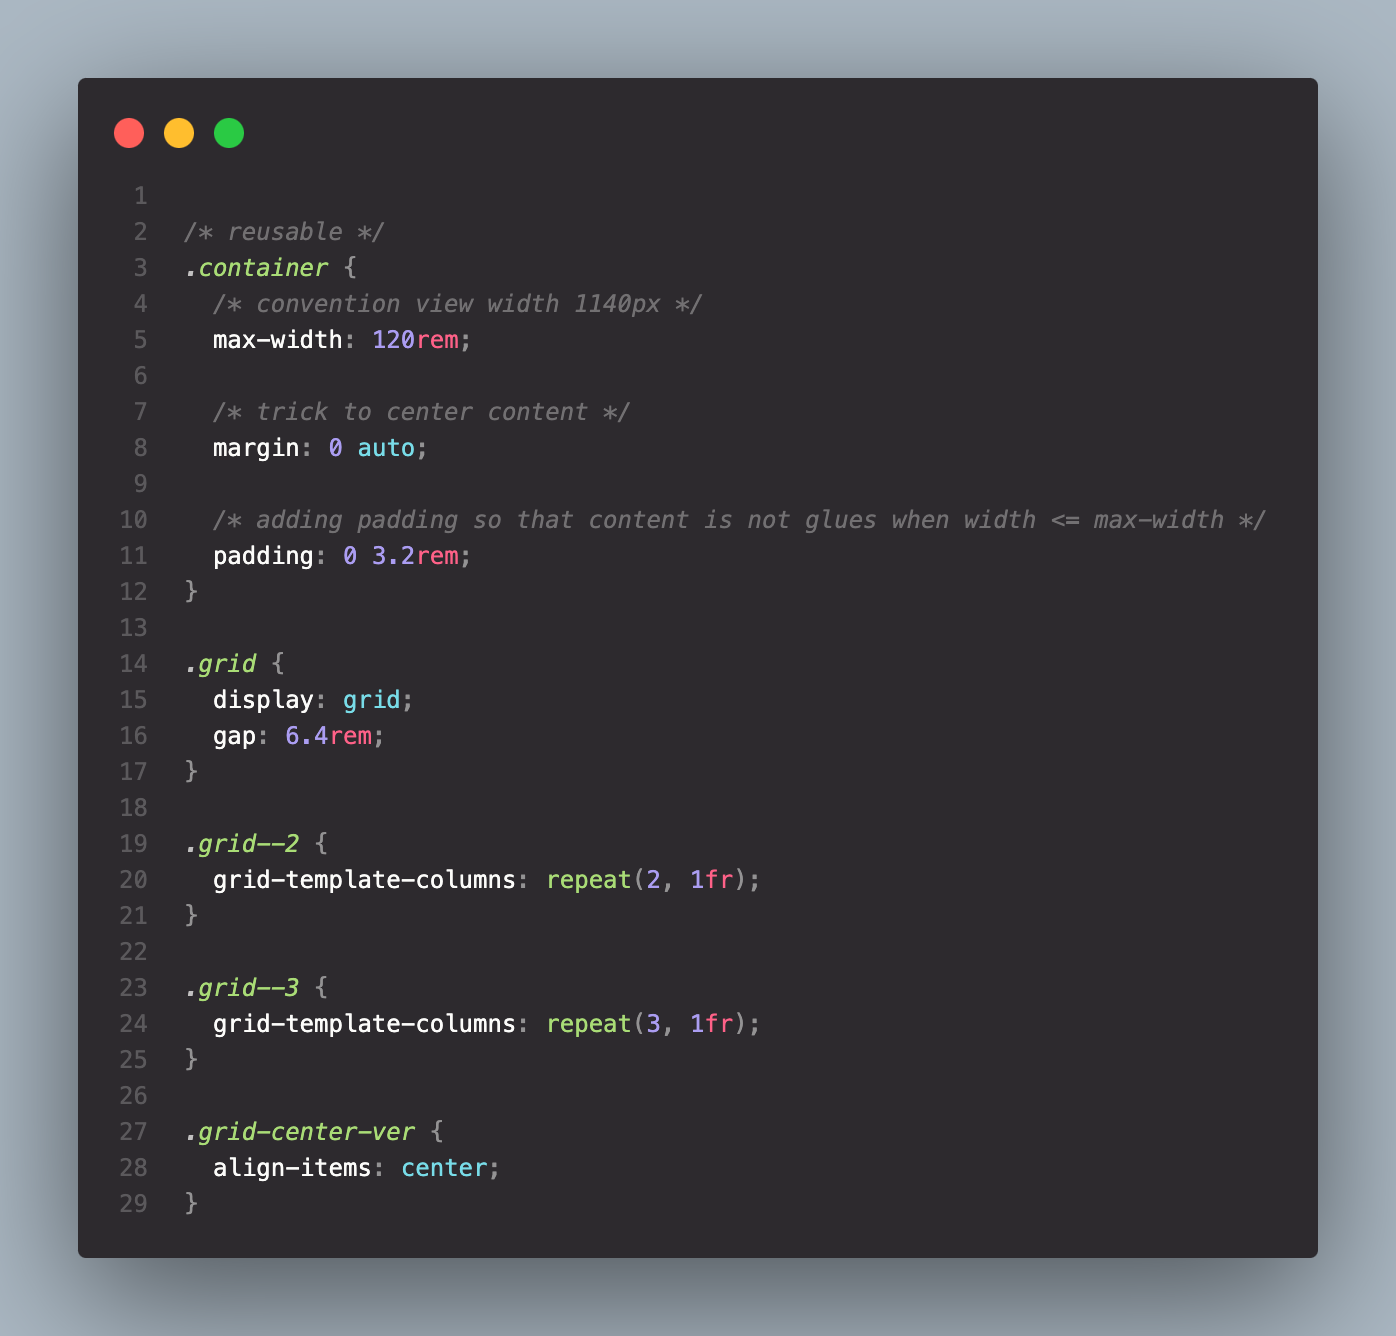 1
2 /* reusable */
3 .container {
4   /* convention view width 1140px */
5   max-width: 120rem;
6
7   /* trick to center content */
8   margin: 0 auto;
9
10   /* adding padding so that content is not glues when width <= max-width */
11   padding: 0 3.2rem;
12 }
13
14 .grid {
15   display: grid;
16   gap: 6.4rem;
17 }
18
19 .grid--2 {
20   grid-template-columns: repeat(2, 1fr);
21 }
22
23 .grid--3 {
24   grid-template-columns: repeat(3, 1fr);
25 }
26
27 .grid-center-ver {
28   align-items: center;
29 }